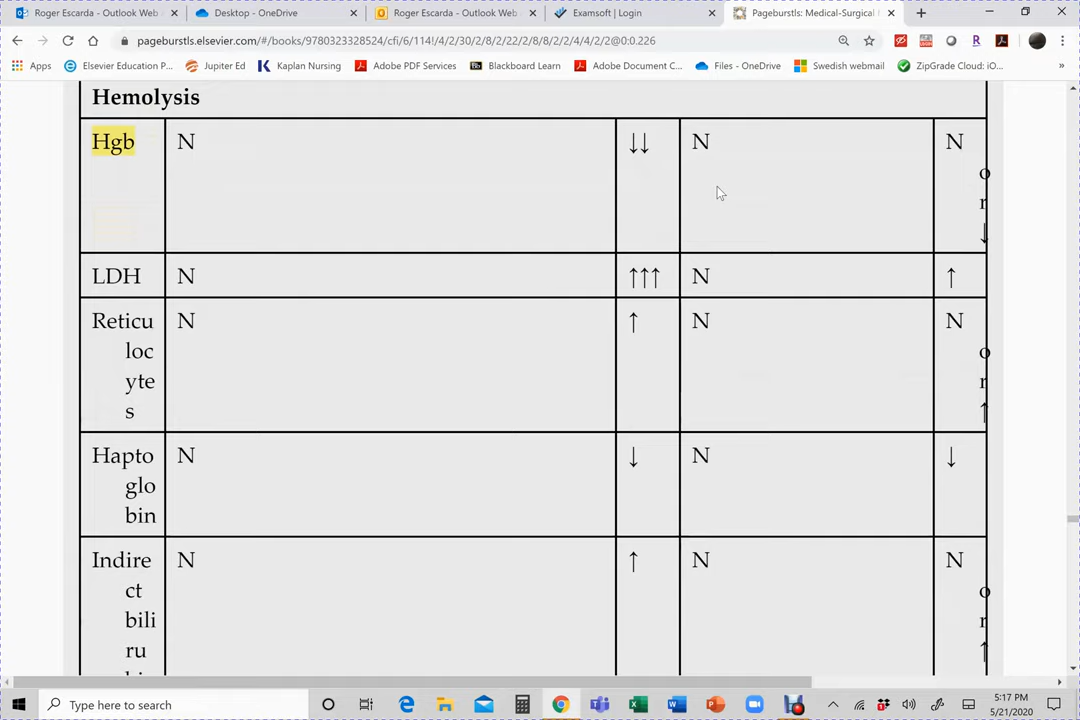 Roger Escarda - Outlook Web Desktop - OneDrive Roger Escarda - Outlook Web Examsoft | Login Pageburstls: Medical-Surgical
pageburstls.elsevier.com/#/books/9780323328524/cfi/6/114!/4/2/30/2/8/2/22/2/8/8/2/2/4/4/2/2@0:0.226
Apps Elsevier Education P... Jupiter Ed Kaplan Nursing Adobe PDF Services Blackboard Learn Adobe Document C... Files - OneDrive Swedish webmail ZipGrade Cloud: iO... »
Hemolysis
Hgb N ↓↓ N N
o
r
↓
LDH N ↑↑↑ N ↑
Reticu N ↑ N N
loc o
yte r
s ↑
Hapto N ↓ N ↓
glo
bin
Indire N ↑ N N
ct o
bili r
ru ↑
Type here to search
5:17 PM
5/21/2020